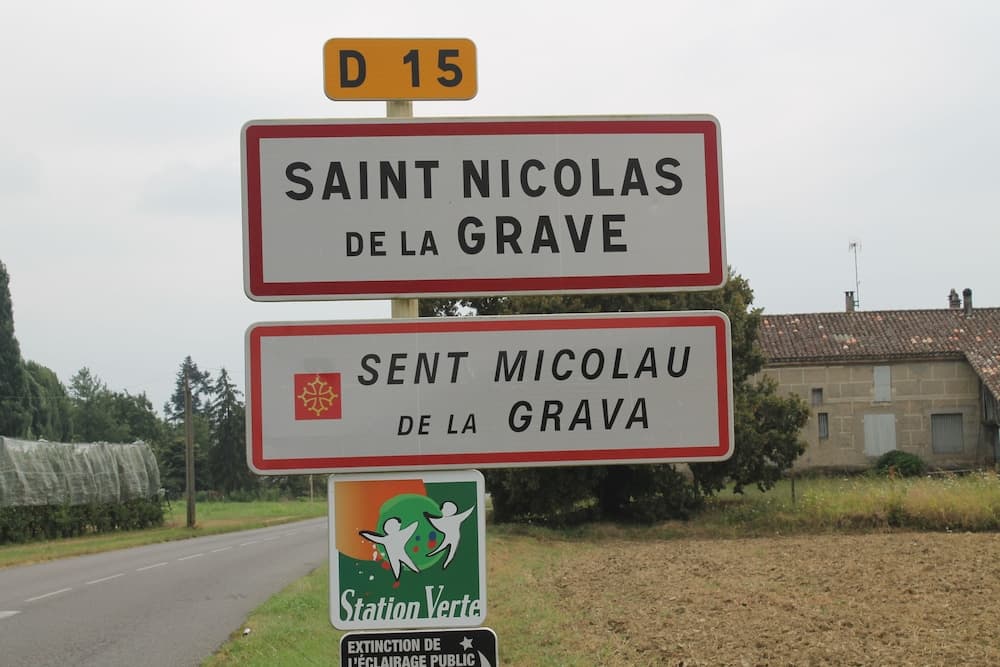 D 15
SAINT NICOLAS
DE LA GRAVE
SENT MICOLAU
DE LA GRAVA
Station Verte
EXTINCTION DE
L'ÉCLAIRAGE PUBLIC